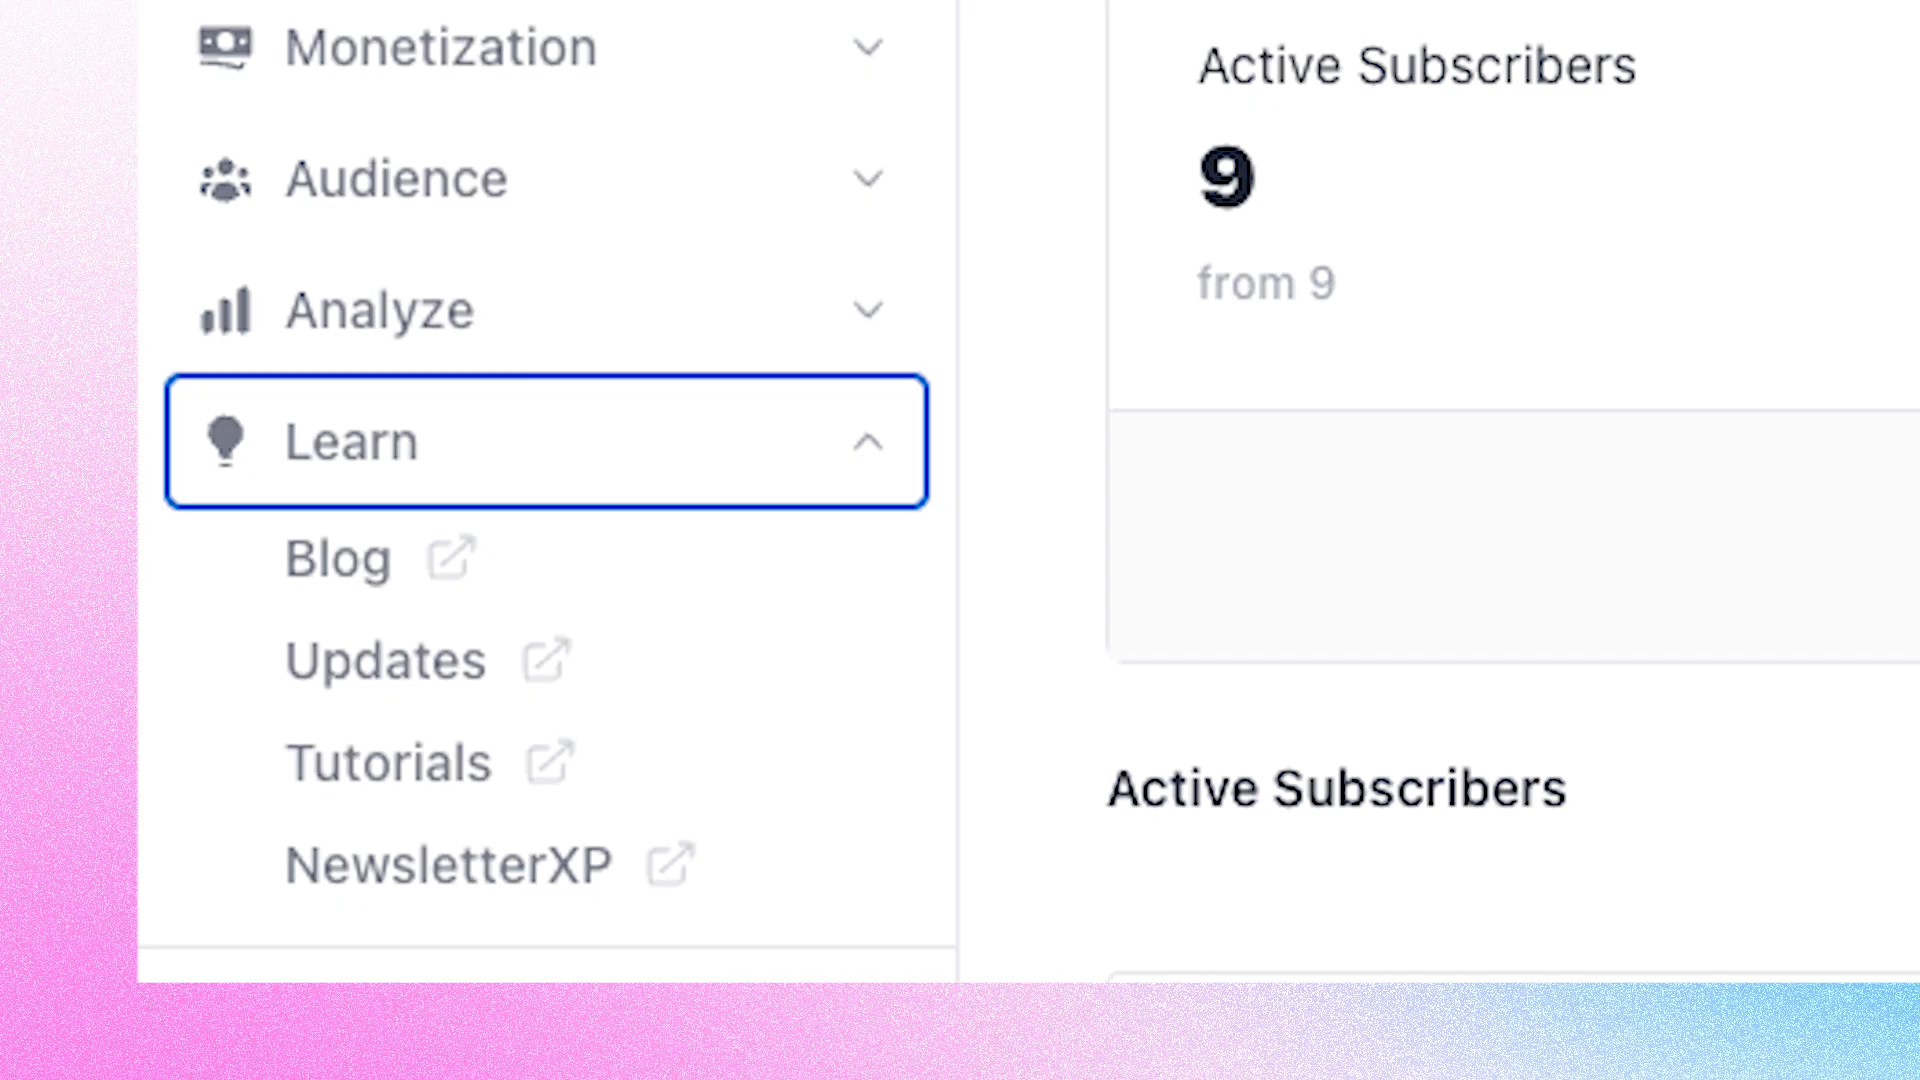 Monetization
Audience
Analyze
Learn
Blog
Updates
Tutorials
NewsletterXP
Active Subscribers
9
from 9
Active Subscribers